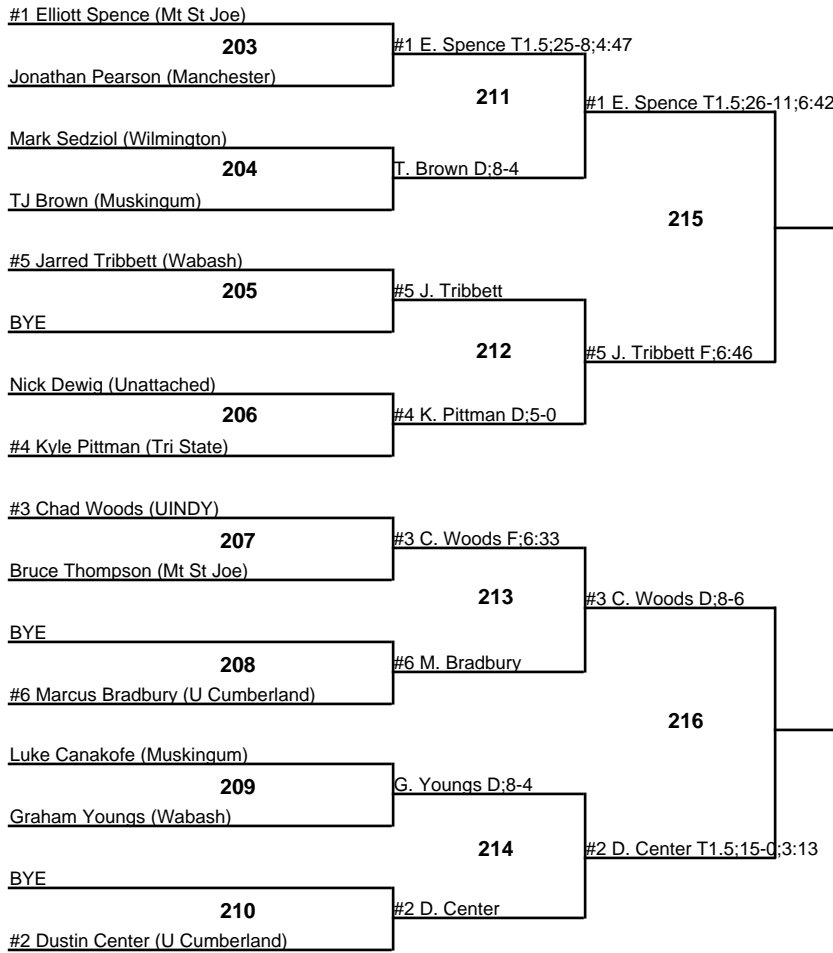 #1 Elliott Spence (Mt St Joe)
203
#1 E. Spence T1.5;25-8;4:47
Jonathan Pearson (Manchester)
211
#1 E. Spence T1.5;26-11;6:42
Mark Sedziol (Wilmington)
204
T. Brown D;8-4
TJ Brown (Muskingum)
215
#5 Jarred Tribbett (Wabash)
205
#5 J. Tribbett
BYE
212
#5 J. Tribbett F;6:46
Nick Dewig (Unattached)
206
#4 K. Pittman D;5-0
#4 Kyle Pittman (Tri State)
#3 Chad Woods (UINDY)
207
#3 C. Woods F;6:33
Bruce Thompson (Mt St Joe)
213
#3 C. Woods D;8-6
BYE
208
#6 M. Bradbury
#6 Marcus Bradbury (U Cumberland)
216
Luke Canakofe (Muskingum)
209
G. Youngs D;8-4
Graham Youngs (Wabash)
214
#2 D. Center T1.5;15-0;3:13
BYE
210
#2 D. Center
#2 Dustin Center (U Cumberland)